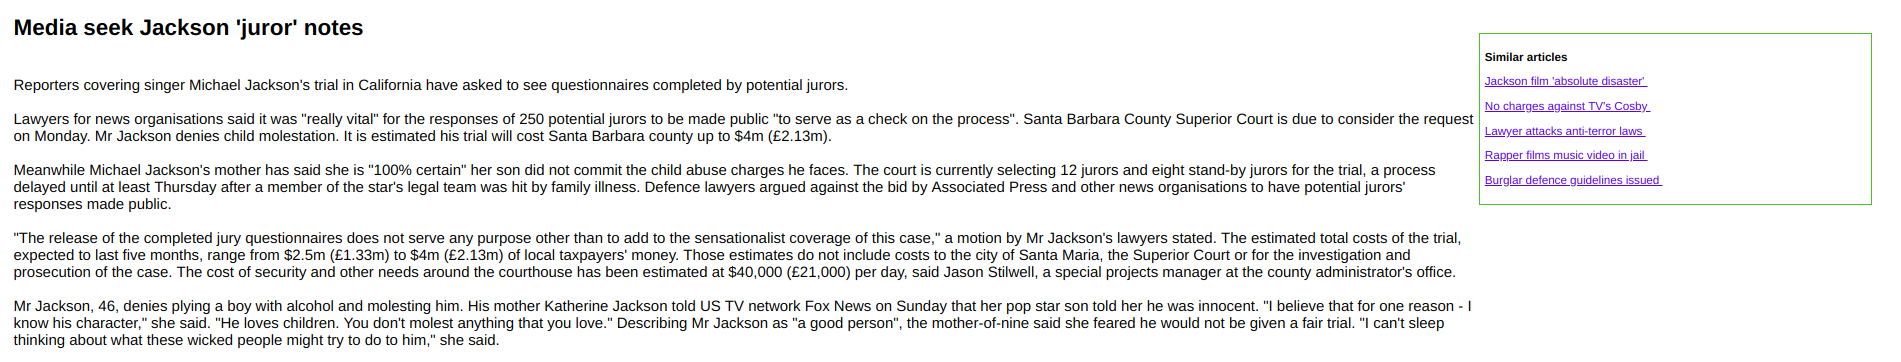 Media seek Jackson 'juror' notes
Reporters covering singer Michael Jackson's trial in California have asked to see questionnaires completed by potential jurors.
Lawyers for news organisations said it was "really vital" for the responses of 250 potential jurors to be made public "to serve as a check on the process". Santa Barbara County Superior Court is due to consider the request
on Monday. Mr Jackson denies child molestation. It is estimated his trial will cost Santa Barbara county up to $4m (£2.13m).
Meanwhile Michael Jackson's mother has said she is "100% certain" her son did not commit the child abuse charges he faces. The court is currently selecting 12 jurors and eight stand-by jurors for the trial, a process
delayed until at least Thursday after a member of the star's legal team was hit by family illness. Defence lawyers argued against the bid by Associated Press and other news organisations to have potential jurors'
responses made public.
"The release of the completed jury questionnaires does not serve any purpose other than to add to the sensationalist coverage of this case," a motion by Mr Jackson's lawyers stated. The estimated total costs of the trial,
expected to last five months, range from $2.5m (£1.33m) to $4m (£2.13m) of local taxpayers' money. Those estimates do not include costs to the city of Santa Maria, the Superior Court or for the investigation and
prosecution of the case. The cost of security and other needs around the courthouse has been estimated at $40,000 (£21,000) per day, said Jason Stilwell, a special projects manager at the county administrator's office.
Mr Jackson, 46, denies plying a boy with alcohol and molesting him. His mother Katherine Jackson told US TV network Fox News on Sunday that her pop star son told her he was innocent. "I believe that for one reason - I
know his character," she said. "He loves children. You don't molest anything that you love." Describing Mr Jackson as "a good person", the mother-of-nine said she feared he would not be given a fair trial. "I can't sleep
thinking about what these wicked people might try to do to him," she said.
Similar articles
Jackson film 'absolute disaster'
No charges against TV's Cosby
Lawyer attacks anti-terror laws
Rapper films music video in jail
Burglar defence guidelines issued